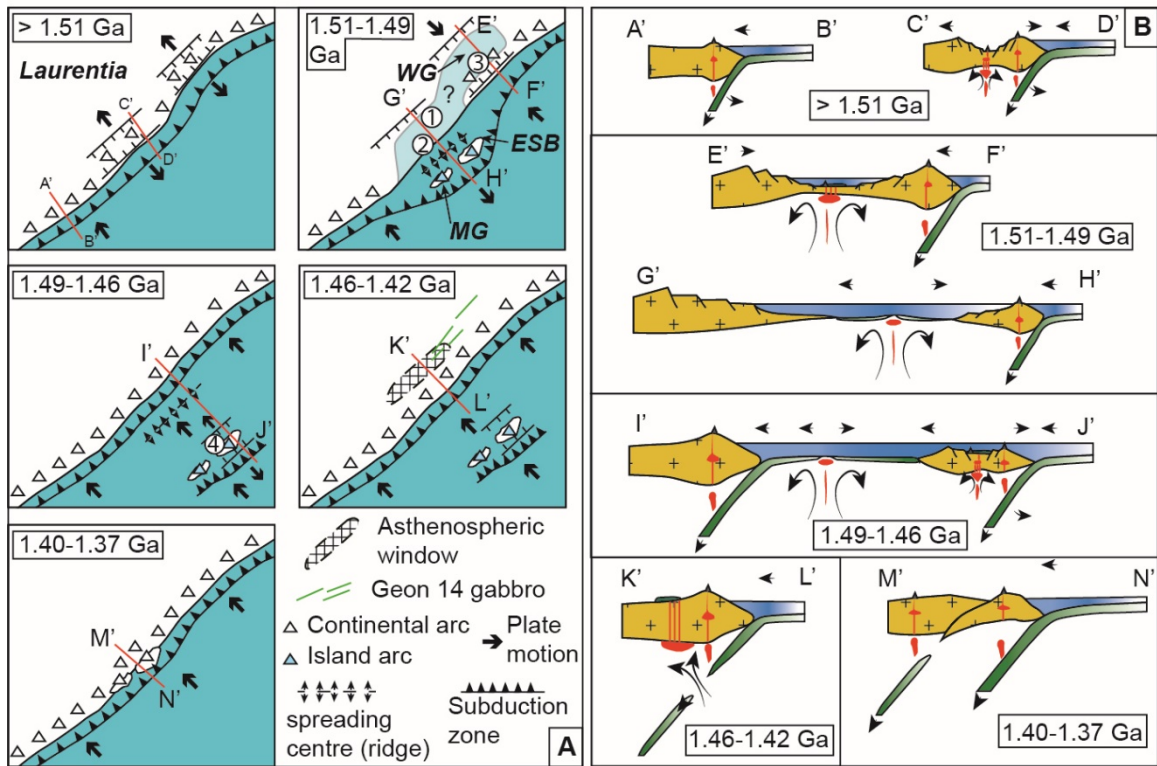 > 1.51 Ga
Laurentia
C'
D'
A'
B'
1.51-1.49
Ga
E'
WG
3
F'
?
G'
1
2
ESB
H'
MG
1.49-1.46 Ga
I'
4
J'
1.46-1.42 Ga
K'
L'
1.40-1.37 Ga
M'
N'
Asthenospheric
window
Geon 14 gabbro
Continental arc
Plate
motion
Island arc
spreading
centre (ridge)
Subduction
zone
A
A' B' C' D' B
> 1.51 Ga
E' F'
1.51-1.49 Ga
G' H'
I' J'
1.49-1.46 Ga
K' L'
1.46-1.42 Ga
M' N'
1.40-1.37 Ga